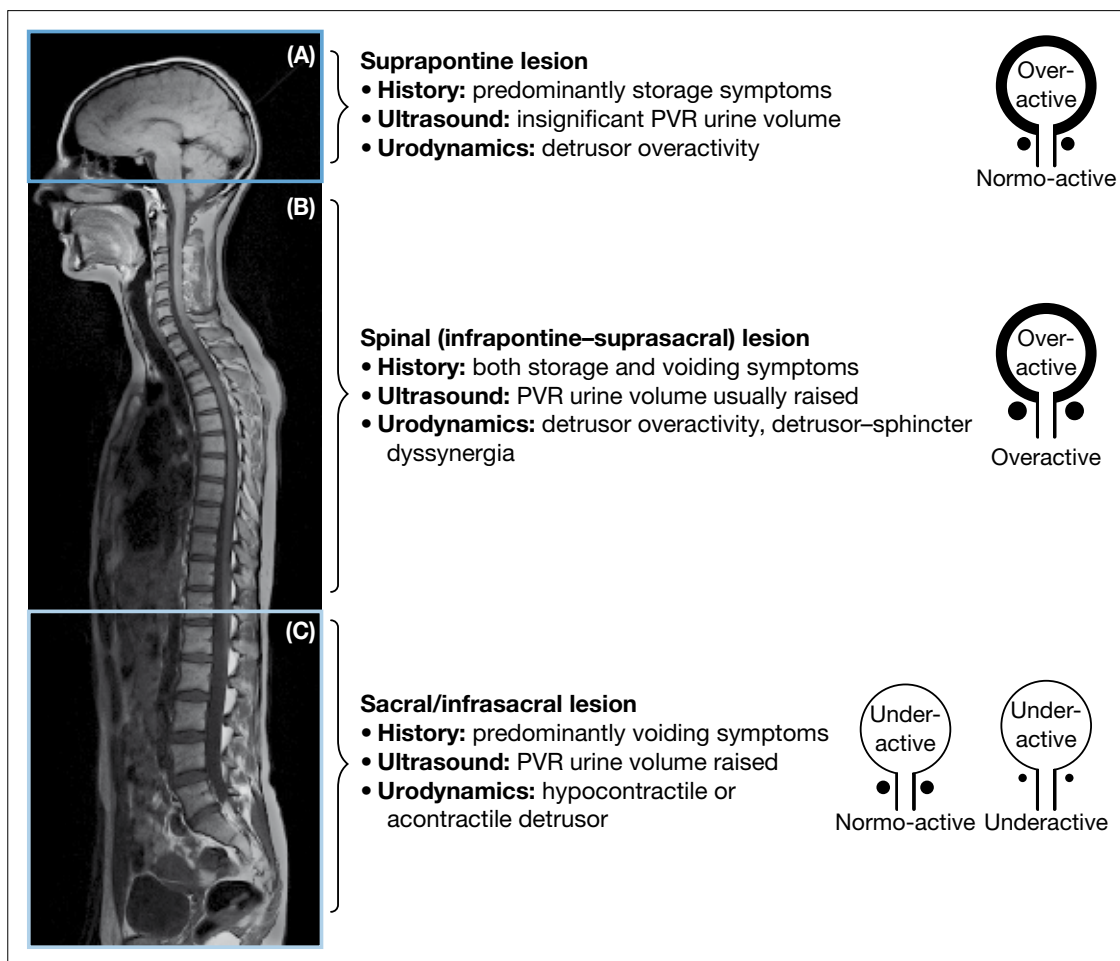 (A)
Suprapontine lesion
• History: predominantly storage symptoms
• Ultrasound: insignificant PVR urine volume
• Urodynamics: detrusor overactivity
Over-
active
Normo-active
(B)
Spinal (infrapontine–suprasacral) lesion
• History: both storage and voiding symptoms
• Ultrasound: PVR urine volume usually raised
• Urodynamics: detrusor overactivity, detrusor–sphincter
dyssynergia
Over-
active
Overactive
(C)
Sacral/infrasacral lesion
• History: predominantly voiding symptoms
• Ultrasound: PVR urine volume raised
• Urodynamics: hypocontractile or
acontractile detrusor
Under-
active
Normo-active
Under-
active
Underactive